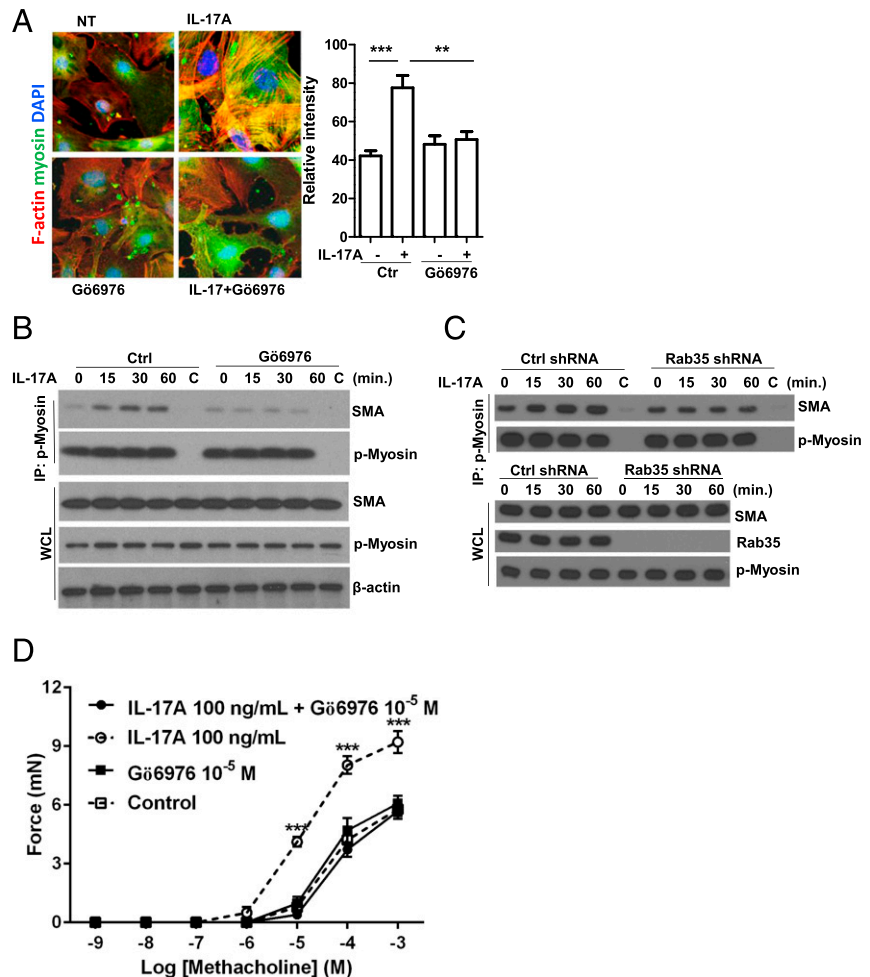 A
NT IL-17A
F-actin myosin DAPI
Gö6976 IL-17+Gö6976
Relative intensity
100
80
60
40
20
0
*** **
IL-17A - + - +
Ctr Gö6976
B
Ctrl Gö6976
IL-17A 0 15 30 60 C 0 15 30 60 C (min.)
IP: p-Myosin
SMA
p-Myosin
WCL
SMA
p-Myosin
β-actin
C
Ctrl shRNA Rab35 shRNA
IL-17A 0 15 30 60 C 0 15 30 60 C (min.)
IP: p-Myosin
SMA
p-Myosin
Ctrl shRNA Rab35 shRNA
0 15 30 60 0 15 30 60 (min.)
WCL
SMA
Rab35
p-Myosin
D
Force (mN)
12
9
6
3
0
IL-17A 100 ng/mL + Gö6976 10-5 M
IL-17A 100 ng/mL
Gö6976 10-5 M
Control
***
***
***
-9 -8 -7 -6 -5 -4 -3
Log [Methacholine] (M)